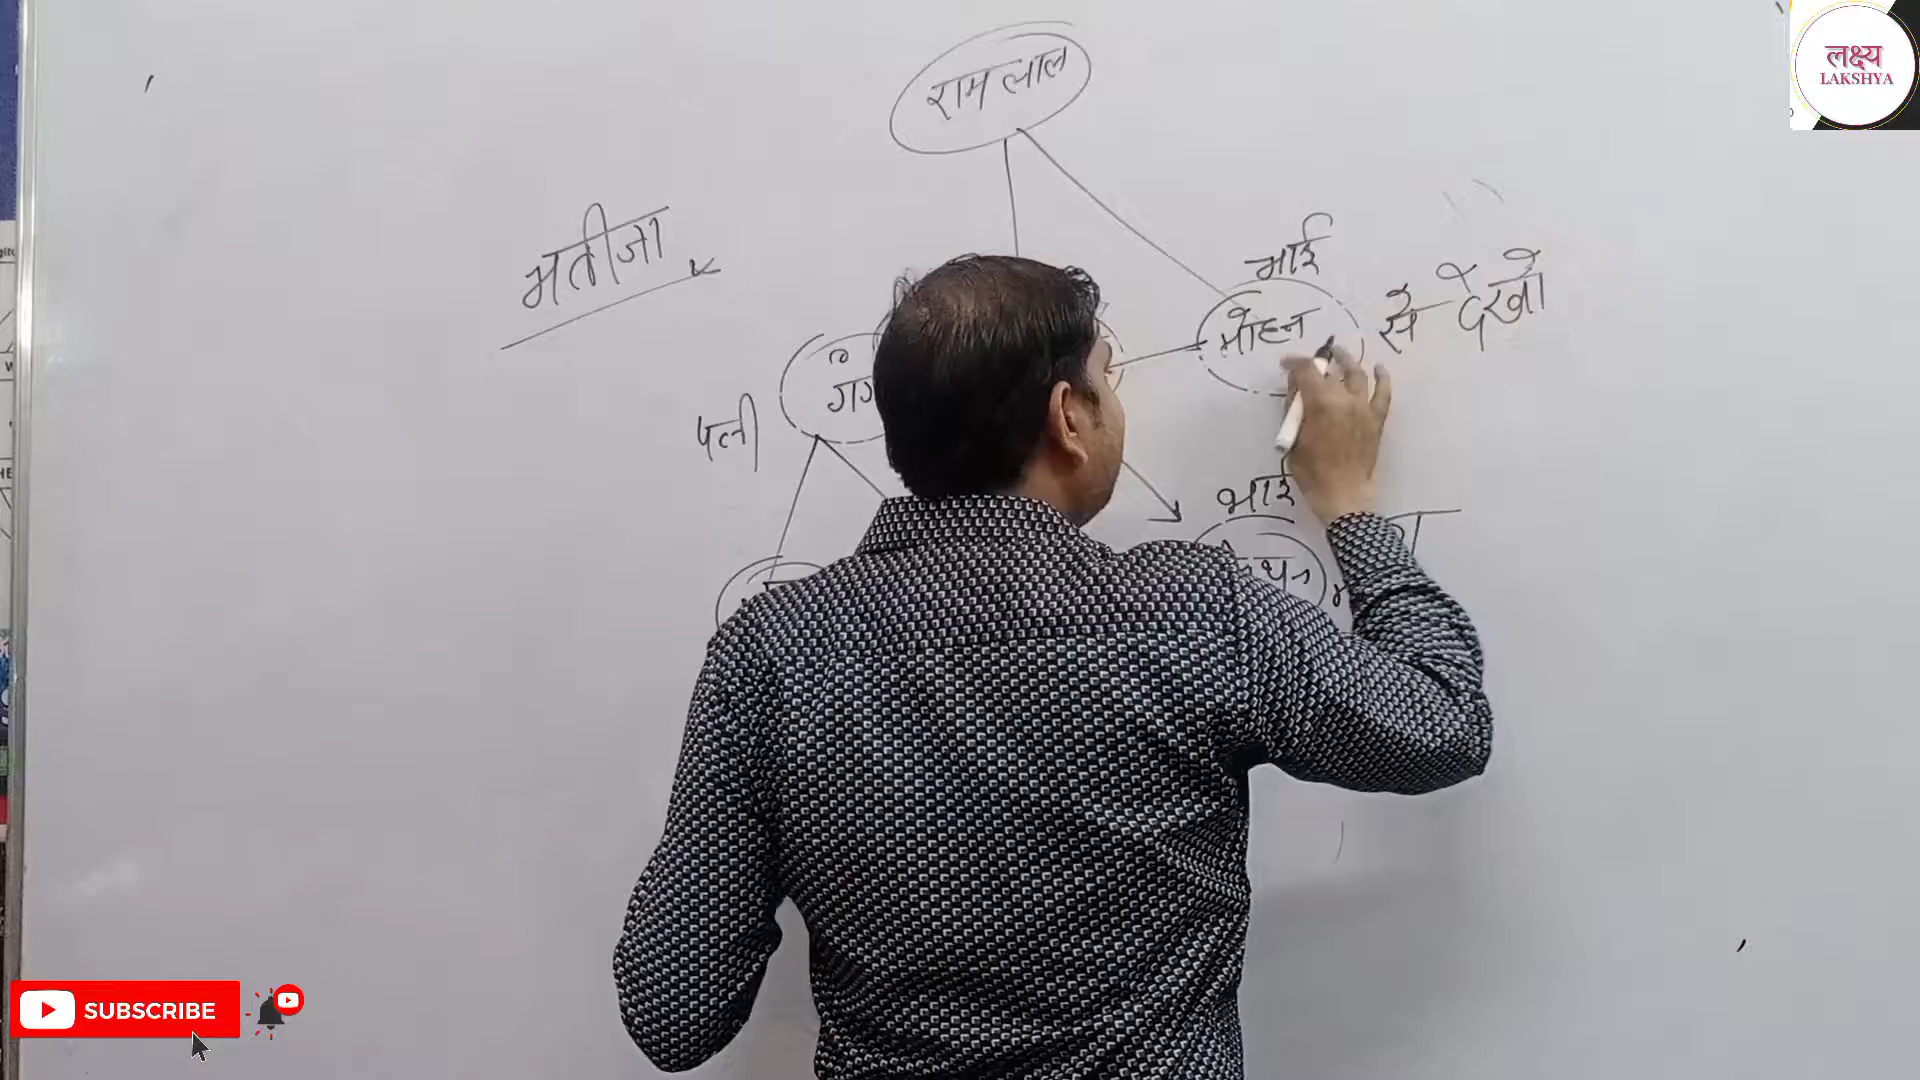 लक्ष्य
LAKSHYA
राम लाल
भतीजा
भाई
मोहन
से देखो
पत्नी
भाई
SUBSCRIBE